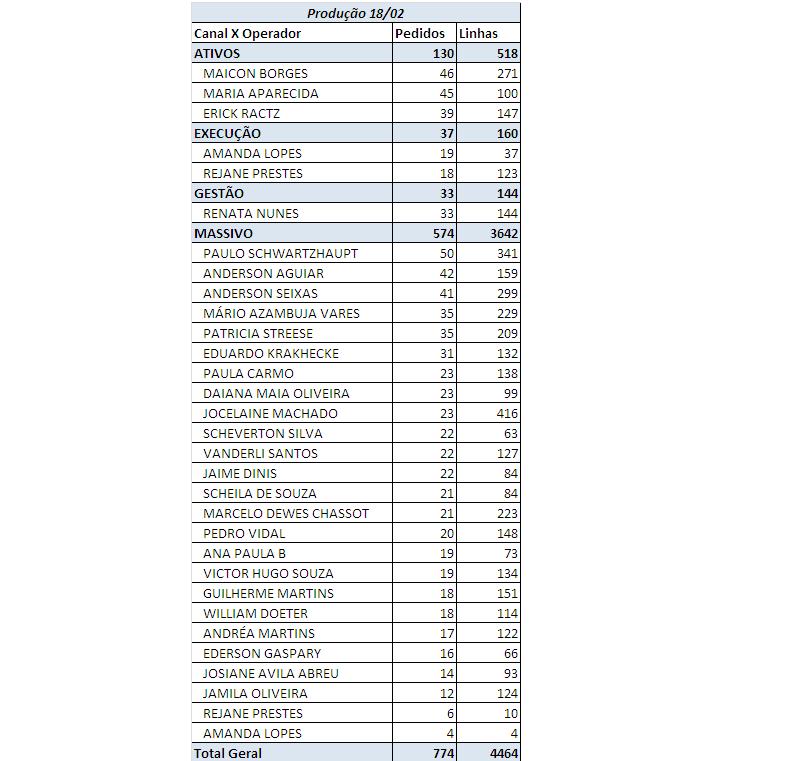 Produção 18/02
Canal X Operador Pedidos Linhas
ATIVOS 130 518
MAICON BORGES 46 271
MARIA APARECIDA 45 100
ERICK RACTZ 39 147
EXECUÇÃO 37 160
AMANDA LOPES 19 37
REJANE PRESTES 18 123
GESTÃO 33 144
RENATA NUNES 33 144
MASSIVO 574 3642
PAULO SCHWARTZHAUPT 50 341
ANDERSON AGUIAR 42 159
ANDERSON SEIXAS 41 299
MÁRIO AZAMBUJA VARES 35 229
PATRICIA STREESE 35 209
EDUARDO KRAKHECKE 31 132
PAULA CARMO 23 138
DAIANA MAIA OLIVEIRA 23 99
JOCELAINE MACHADO 23 416
SCHEVERTON SILVA 22 63
VANDERLI SANTOS 22 127
JAIME DINIS 22 84
SCHEILA DE SOUZA 21 84
MARCELO DEWES CHASSOT 21 223
PEDRO VIDAL 20 148
ANA PAULA B 19 73
VICTOR HUGO SOUZA 19 134
GUILHERME MARTINS 18 151
WILLIAM DOETER 18 114
ANDRÉA MARTINS 17 122
EDERSON GASPARY 16 66
JOSIANE AVILA ABREU 14 93
JAMILA OLIVEIRA 12 124
REJANE PRESTES 6 10
AMANDA LOPES 4 4
Total Geral 774 4464